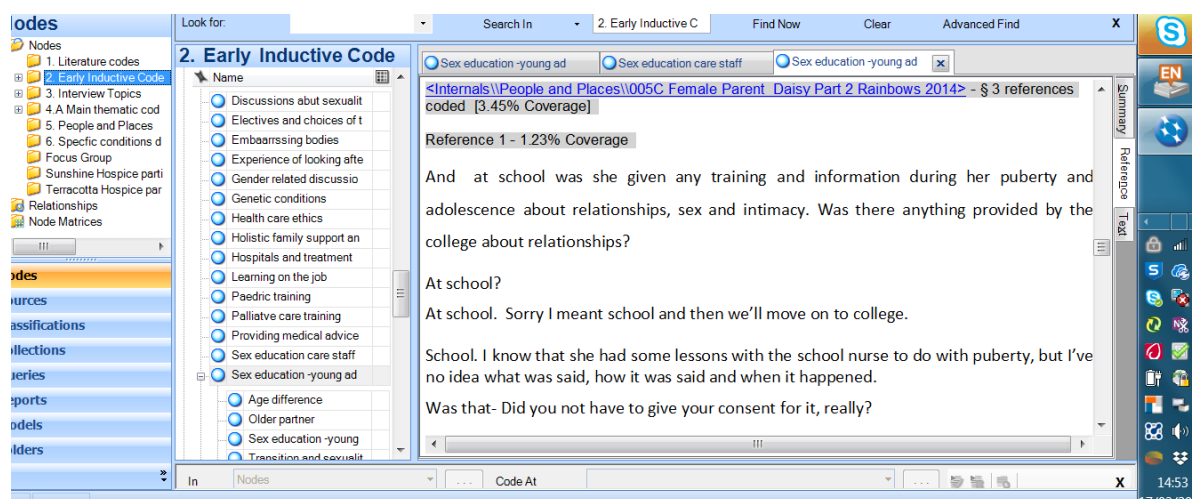 odes
Look for:
Search In
2. Early Inductive C
Find Now
Clear
Advanced Find
X
Nodes
1. Literature codes
2. Early Inductive Code
3. Interview Topics
4.A Main thematic cod
5. People and Places
6. Specfic conditions d
Focus Group
Sunshine Hospice parti
Terracotta Hospice par
Relationships
Node Matrices
odes
ources
assifications
ollections
ueries
eports
odels
olders
2. Early Inductive Code
Name
Discussions abut sexualit
Electives and choices of t
Embaarrssing bodies
Experience of looking afte
Gender related discussio
Genetic conditions
Health care ethics
Holistic family support an
Hospitals and treatment
Learning on the job
Paedric training
Palliatve care training
Providing medical advice
Sex education care staff
Sex education -young ad
Age difference
Older partner
Sex education -young
Transition and sexualit
Sex education -young ad
Sex education care staff
Sex education -young ad
<Internals\\People and Places\\005C Female Parent Daisy Part 2 Rainbows 2014> - § 3 references
coded [3.45% Coverage]
Reference 1 - 1.23% Coverage
And at school was she given any training and information during her puberty and
adolescence about relationships, sex and intimacy. Was there anything provided by the
college about relationships?
At school?
At school. Sorry I meant school and then we'll move on to college.
School. I know that she had some lessons with the school nurse to do with puberty, but I've
no idea what was said, how it was said and when it happened.
Was that- Did you not have to give your consent for it, really?
Summary
Reference
Text
In
Nodes
...
Code At
...
X
EN
14:53